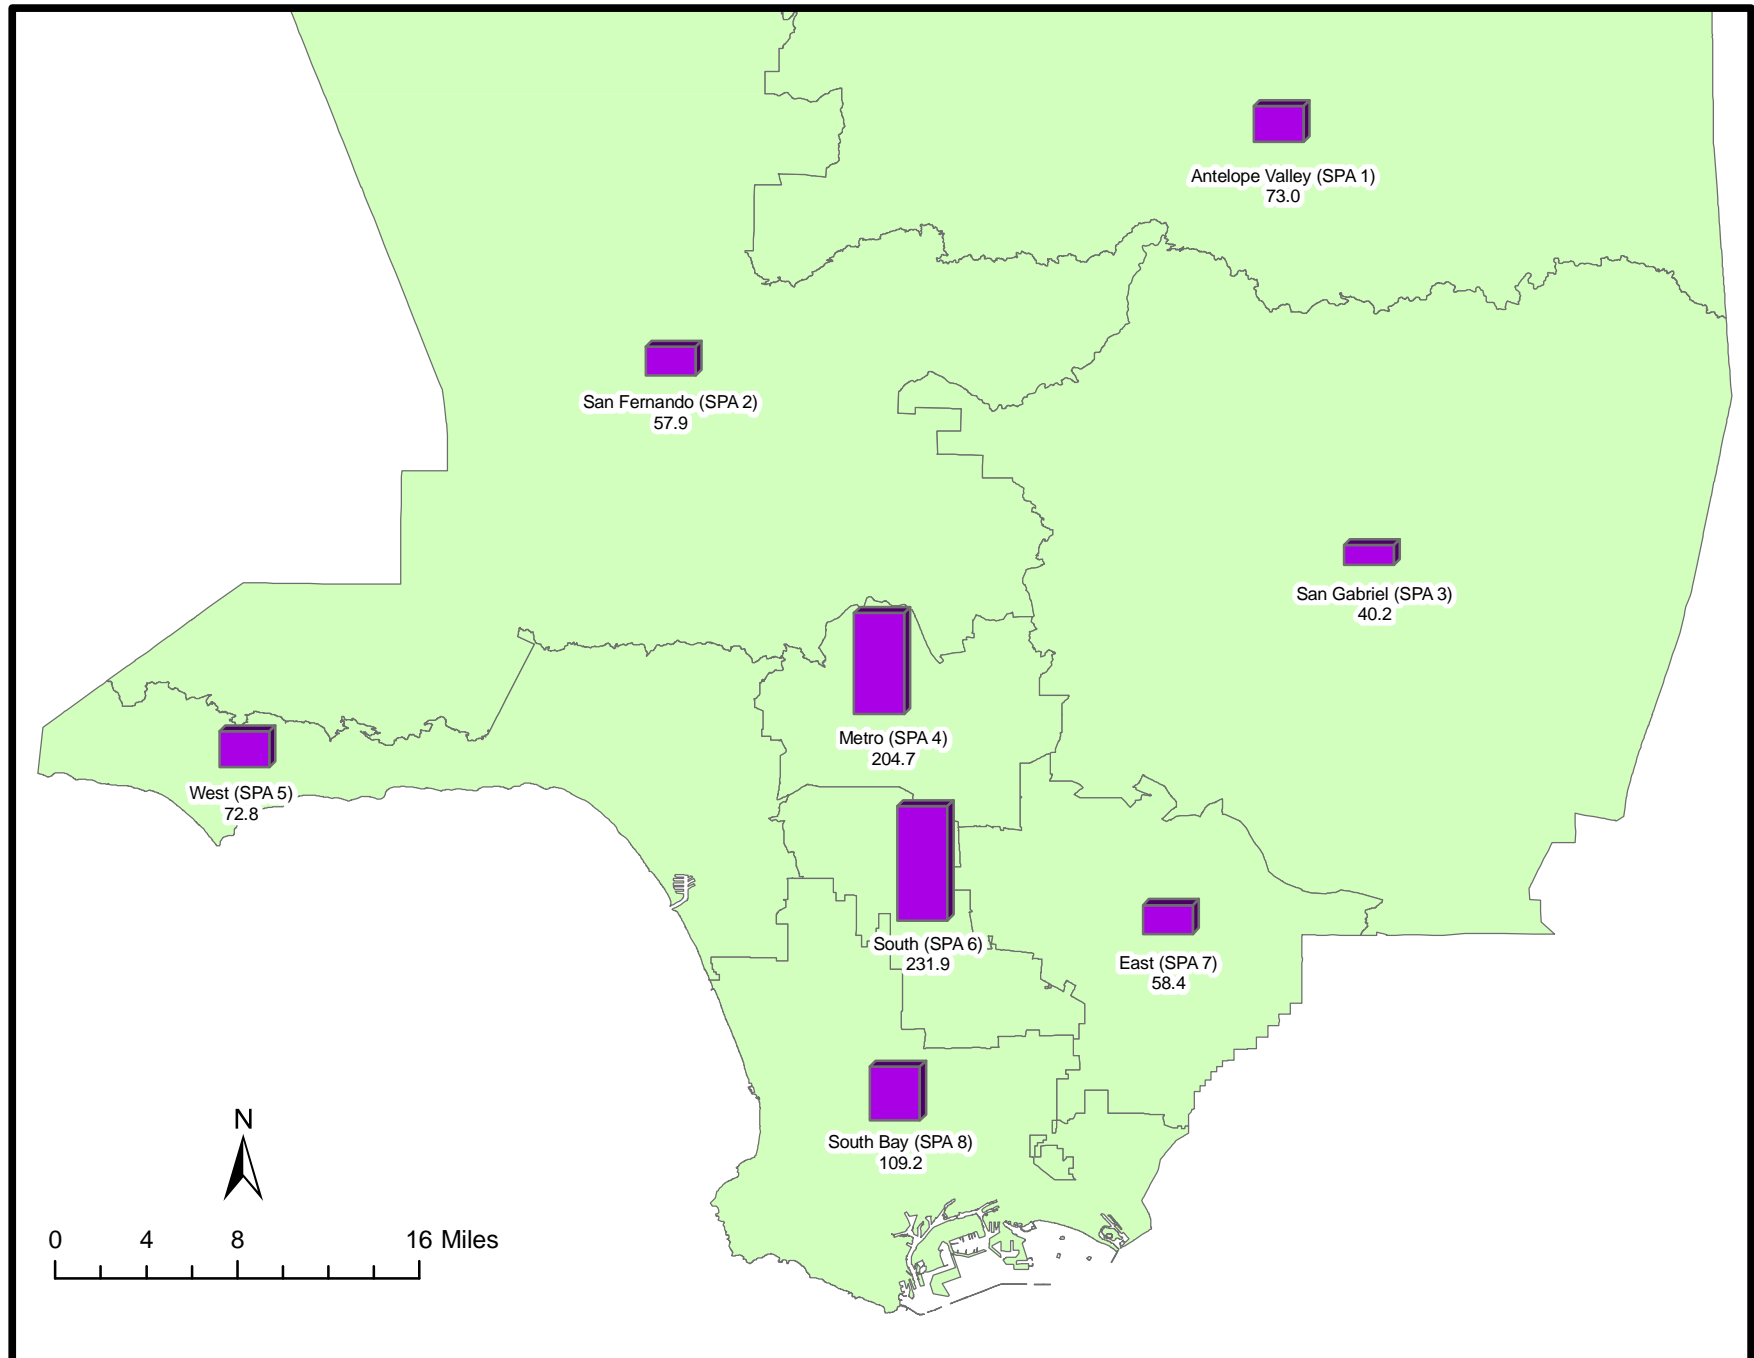 Antelope Valley (SPA 1)
73.0
San Fernando (SPA 2)
57.9
San Gabriel (SPA 3)
40.2
Metro (SPA 4)
204.7
West (SPA 5)
72.8
South (SPA 6)
231.9
East (SPA 7)
58.4
South Bay (SPA 8)
109.2
N
0 4 8 16 Miles